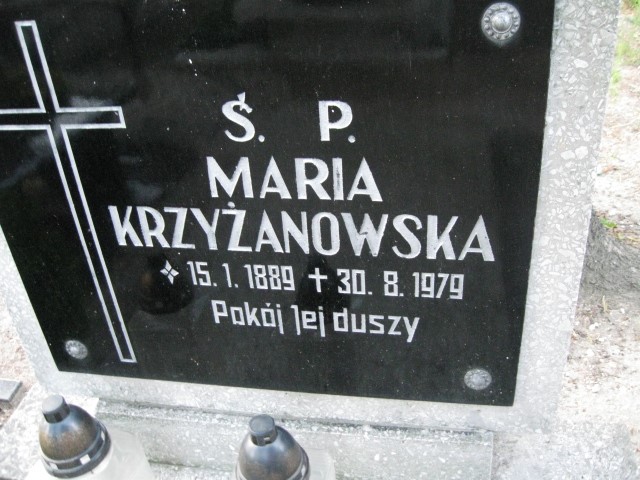 Ś. P.
MARIA
KRZYŻANOWSKA
15. 1. 1889 + 30. 8. 1979
Pokój Jej duszy